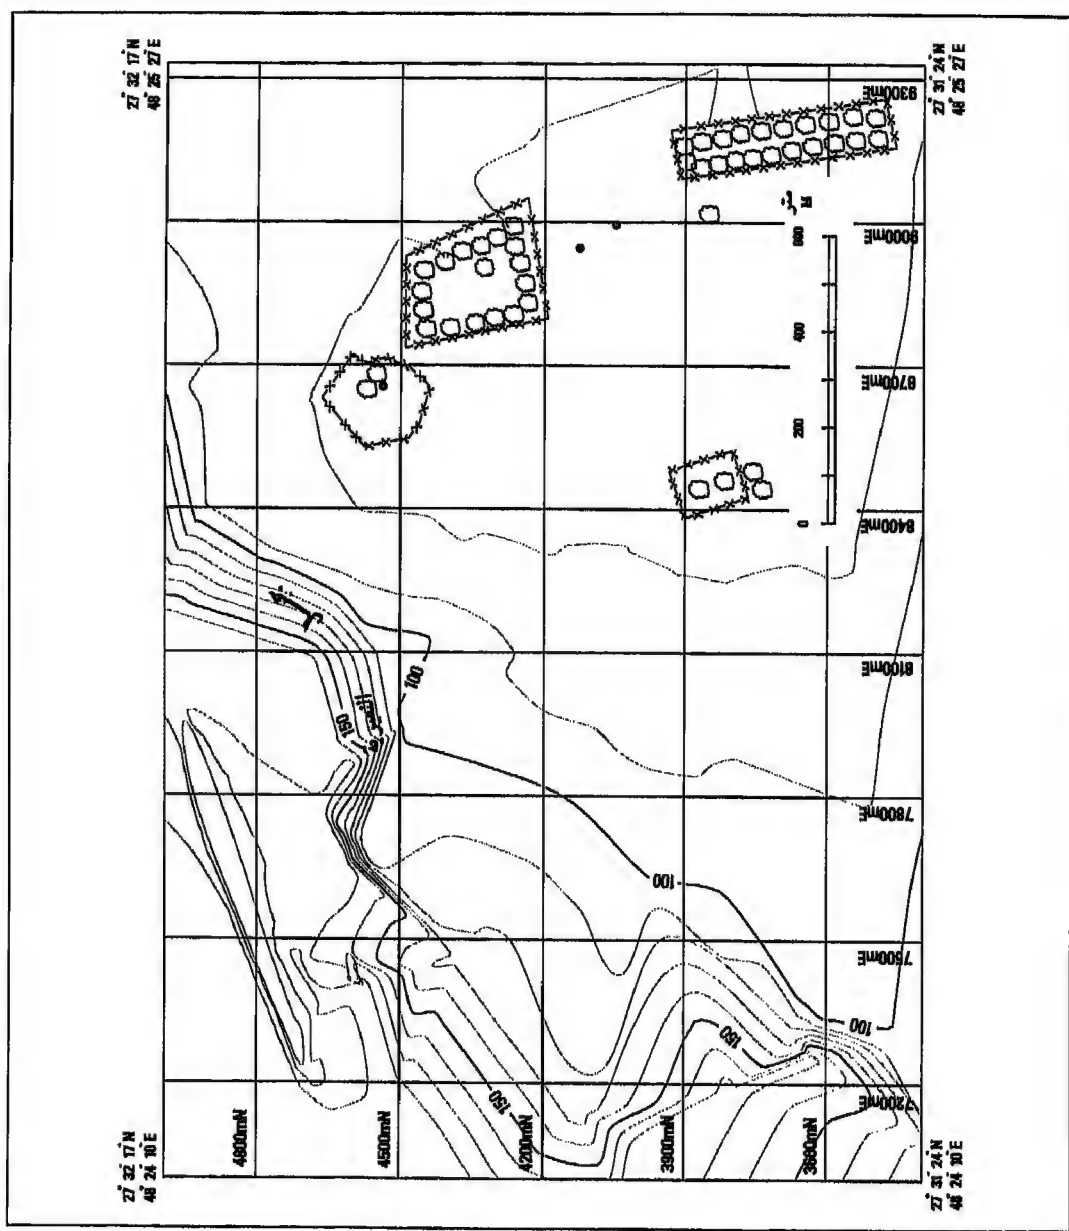 27° 32' 17" N
48° 25' 27" E
27° 31' 24" N
48° 25' 27" E
9300mE
9000mE
8700mE
8400mE
8100mE
7800mE
7500mE
7200mE
0
200
400
600
150
100
100
100
150
150
4800mN
4500mN
4200mN
3900mN
3600mN
27° 32' 17" N
48° 24' 10" E
27° 31' 24" N
48° 24' 10" E